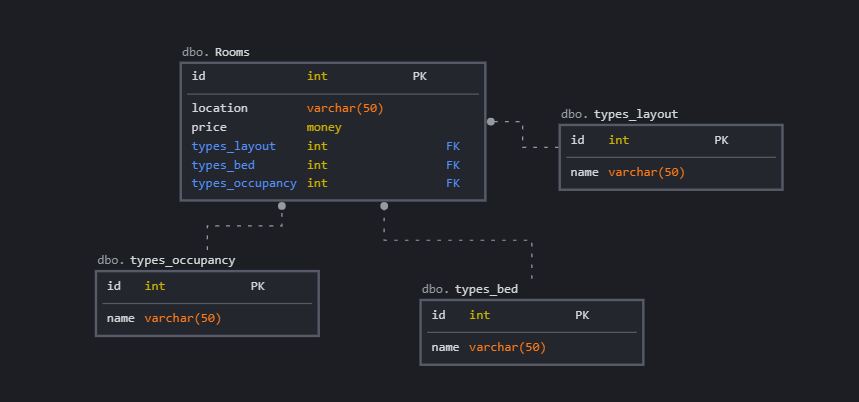 dbo. Rooms
id int PK
location varchar(50)
price money
types_layout int FK
types_bed int FK
types_occupancy int FK
dbo. types_layout
id int PK
name varchar(50)
dbo. types_occupancy
id int PK
name varchar(50)
dbo. types_bed
id int PK
name varchar(50)